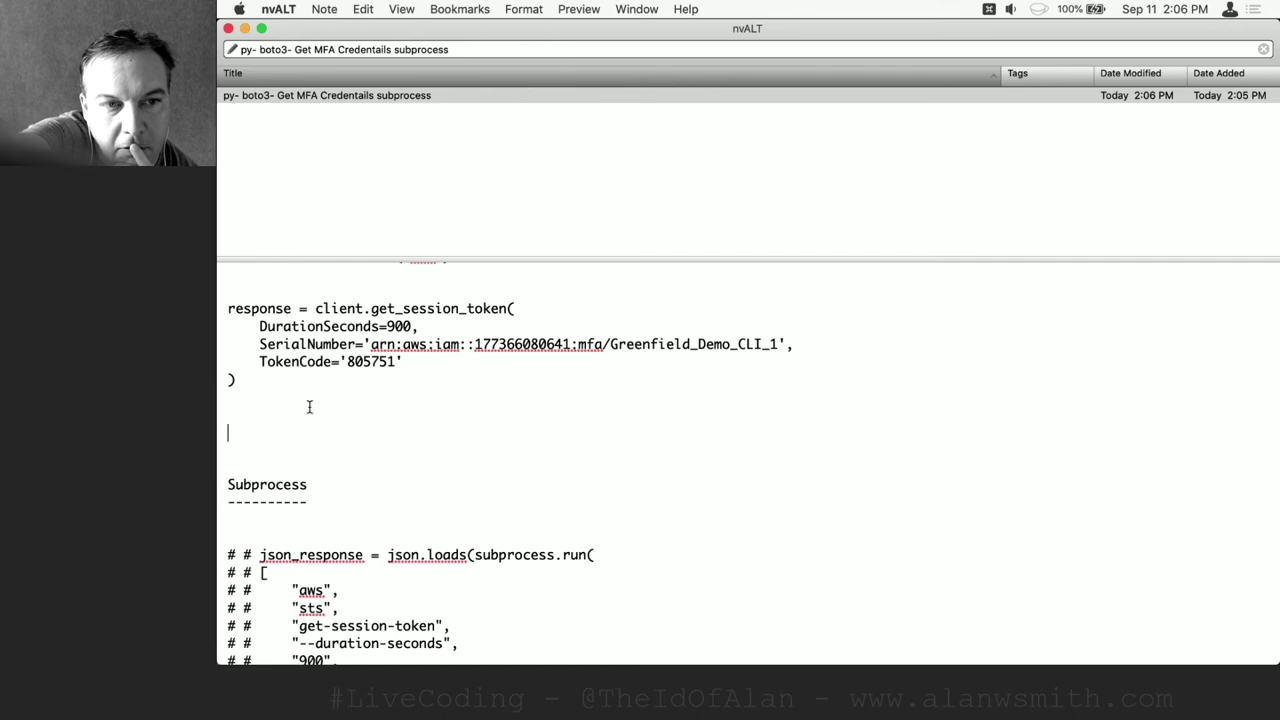 nvALT Note Edit View Bookmarks Format Preview Window Help 100% Sep 11 2:06 PM
nvALT
py- boto3- Get MFA Credentails subprocess
Title Tags Date Modified Date Added
py- boto3- Get MFA Credentails subprocess Today 2:06 PM Today 2:05 PM
response = client.get_session_token(
    DurationSeconds=900,
    SerialNumber='arn:aws:iam::177366080641:mfa/Greenfield_Demo_CLI_1',
    TokenCode='805751'
)
Subprocess
----------
# # json_response = json.loads(subprocess.run(
# # [
# #     "aws",
# #     "sts",
# #     "get-session-token",
# #     "--duration-seconds",
# #     "900",
#LiveCoding - @TheIdOfAlan - www.alanwsmith.com